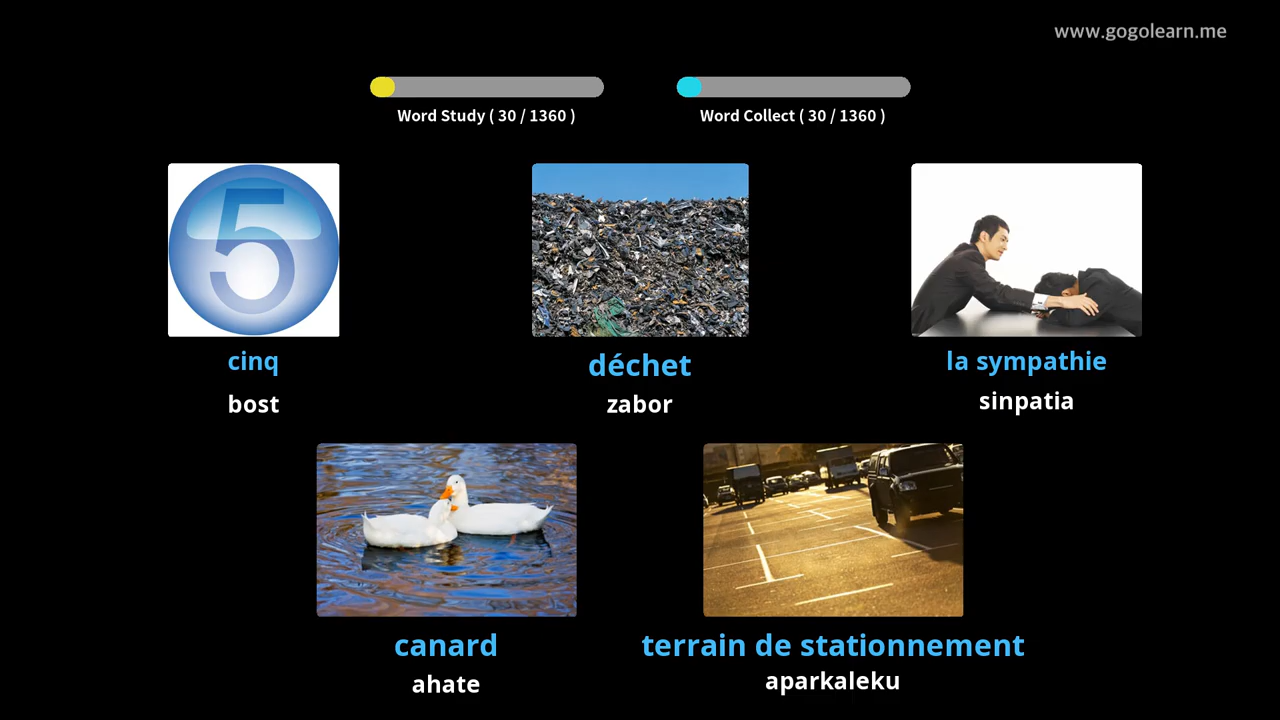 www.gogolearn.me
Word Study ( 30 / 1360 )
Word Collect ( 30 / 1360 )
5
cinq
déchet
la sympathie
bost
zabor
sinpatia
canard
terrain de stationnement
ahate
aparkaleku